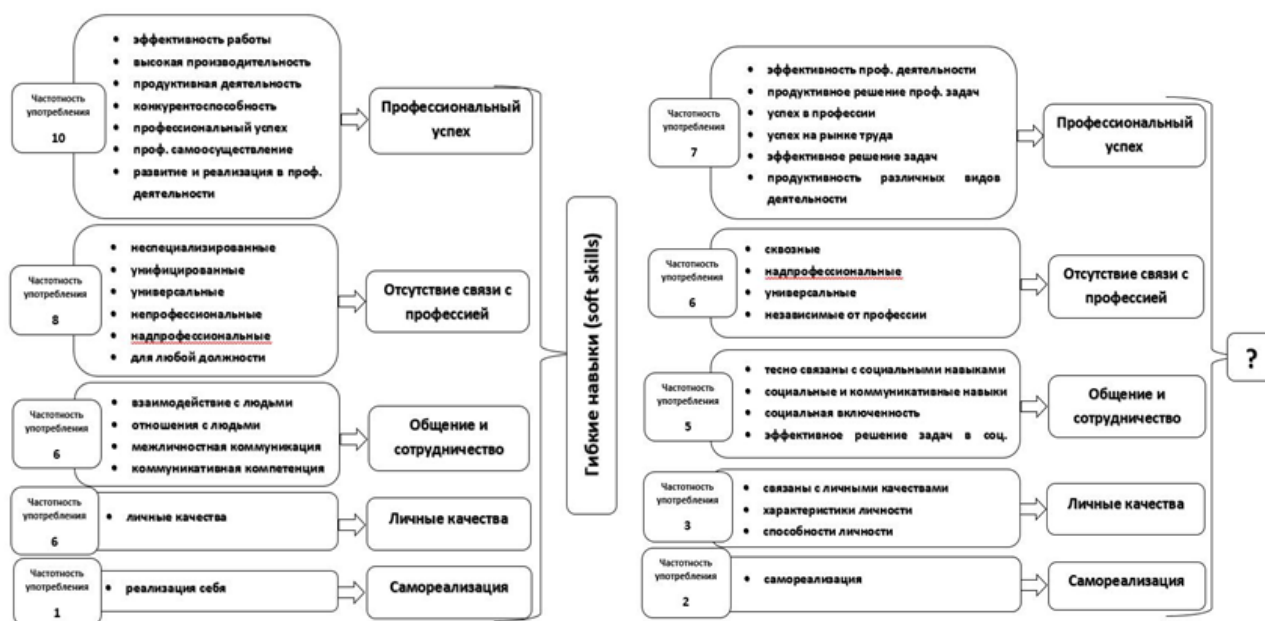 Частотность
употребления
10
• эффективность работы
• высокая производительность
• продуктивная деятельность
• конкурентоспособность
• профессиональный успех
• проф. самоосуществление
• развитие и реализация в проф.
деятельности
Профессиональный
успех
Частотность
употребления
8
• неспециализированные
• унифицированные
• универсальные
• непрофессиональные
• надпрофессиональные
• для любой должности
Отсутствие связи с
профессией
Частотность
употребления
6
• взаимодействие с людьми
• отношения с людьми
• межличностная коммуникация
• коммуникативная компетенция
Общение и
сотрудничество
Частотность
употребления
6
• личные качества
Личные качества
Частотность
употребления
1
• реализация себя
Самореализация
Гибкие навыки (soft skills)
Частотность
употребления
7
• эффективность проф. деятельности
• продуктивное решение проф. задач
• успех в профессии
• успех на рынке труда
• эффективное решение задач
• продуктивность различных видов
деятельности
Профессиональный
успех
Частотность
употребления
6
• сквозные
• надпрофессиональные
• универсальные
• независимые от профессии
Отсутствие связи с
профессией
Частотность
употребления
5
• тесно связаны с социальными навыками
• социальные и коммуникативные навыки
• социальная включенность
• эффективное решение задач в соц.
Общение и
сотрудничество
Частотность
употребления
3
• связаны с личными качествами
• характеристики личности
• способности личности
Личные качества
Частотность
употребления
2
• самореализация
Самореализация
?